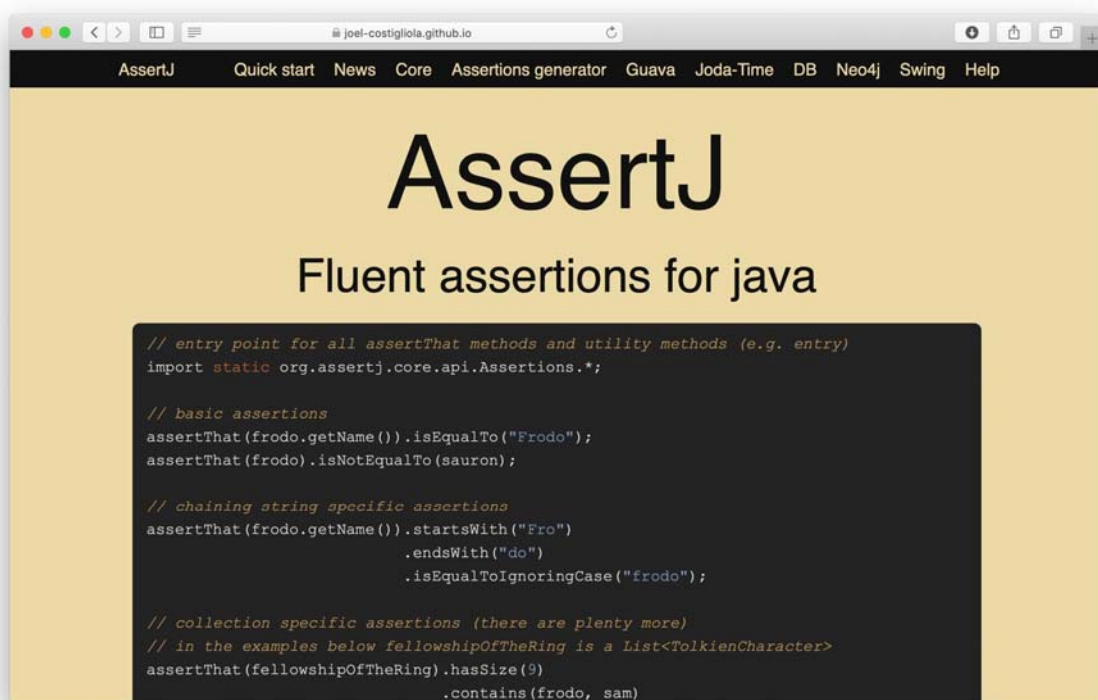 joel-costigliola.github.io
AssertJ Quick start News Core Assertions generator Guava Joda-Time DB Neo4j Swing Help
AssertJ
Fluent assertions for java
// entry point for all assertThat methods and utility methods (e.g. entry)
import static org.assertj.core.api.Assertions.*;
// basic assertions
assertThat(frodo.getName()).isEqualTo("Frodo");
assertThat(frodo).isNotEqualTo(sauron);
// chaining string specific assertions
assertThat(frodo.getName()).startsWith("Fro")
.endsWith("do")
.isEqualToIgnoringCase("frodo");
// collection specific assertions (there are plenty more)
// in the examples below fellowshipOfTheRing is a List<TolkienCharacter>
assertThat(fellowshipOfTheRing).hasSize(9)
.contains(frodo, sam)